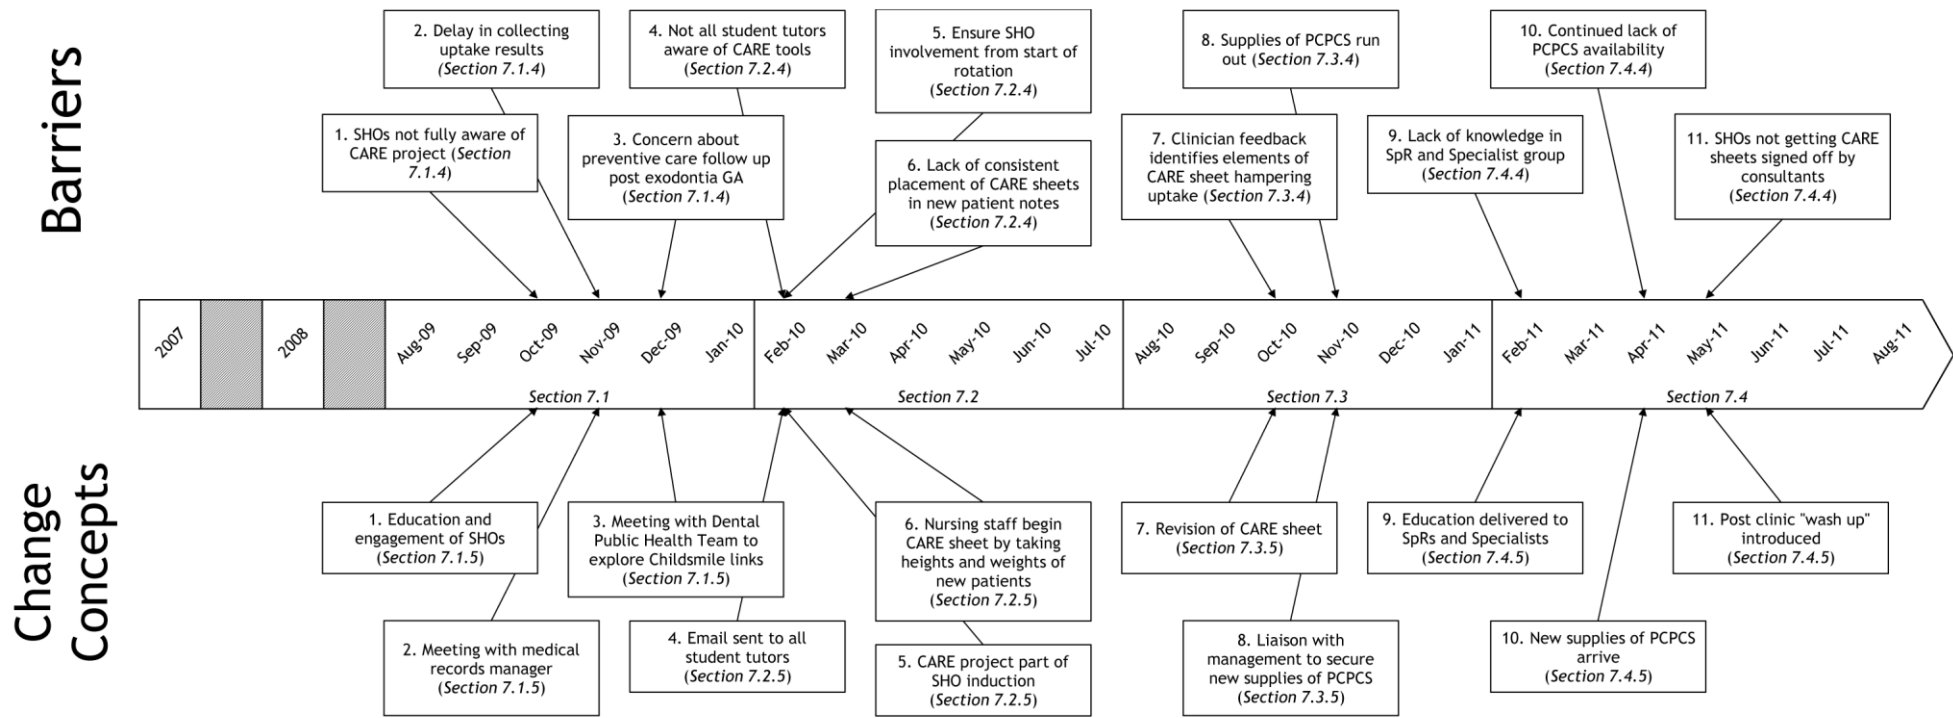 Barriers
2. Delay in collecting
uptake results
(Section 7.1.4)
4. Not all student tutors
aware of CARE tools
(Section 7.2.4)
5. Ensure SHO
involvement from start of
rotation
(Section 7.2.4)
8. Supplies of PCPCS run
out (Section 7.3.4)
10. Continued lack of
PCPCS availability
(Section 7.4.4)
1. SHOs not fully aware of
CARE project (Section
7.1.4)
3. Concern about
preventive care follow up
post exodontia GA
(Section 7.1.4)
6. Lack of consistent
placement of CARE sheets
in new patient notes
(Section 7.2.4)
7. Clinician feedback
identifies elements of
CARE sheet hampering
uptake (Section 7.3.4)
9. Lack of knowledge in
SpR and Specialist group
(Section 7.4.4)
11. SHOs not getting CARE
sheets signed off by
consultants
(Section 7.4.4)
2007
2008
Aug-09
Sep-09
Oct-09
Nov-09
Dec-09
Jan-10
Feb-10
Mar-10
Apr-10
May-10
Jun-10
Jul-10
Aug-10
Sep-10
Oct-10
Nov-10
Dec-10
Jan-11
Feb-11
Mar-11
Apr-11
May-11
Jun-11
Jul-11
Aug-11
Section 7.1
Section 7.2
Section 7.3
Section 7.4
Change
Concepts
1. Education and
engagement of SHOs
(Section 7.1.5)
3. Meeting with Dental
Public Health Team to
explore Childsmile links
(Section 7.1.5)
6. Nursing staff begin
CARE sheet by taking
heights and weights of
new patients
(Section 7.2.5)
7. Revision of CARE sheet
(Section 7.3.5)
9. Education delivered to
SpRs and Specialists
(Section 7.4.5)
11. Post clinic "wash up"
introduced
(Section 7.4.5)
2. Meeting with medical
records manager
(Section 7.1.5)
4. Email sent to all
student tutors
(Section 7.2.5)
5. CARE project part of
SHO induction
(Section 7.2.5)
8. Liaison with
management to secure
new supplies of PCPCS
(Section 7.3.5)
10. New supplies of PCPCS
arrive
(Section 7.4.5)